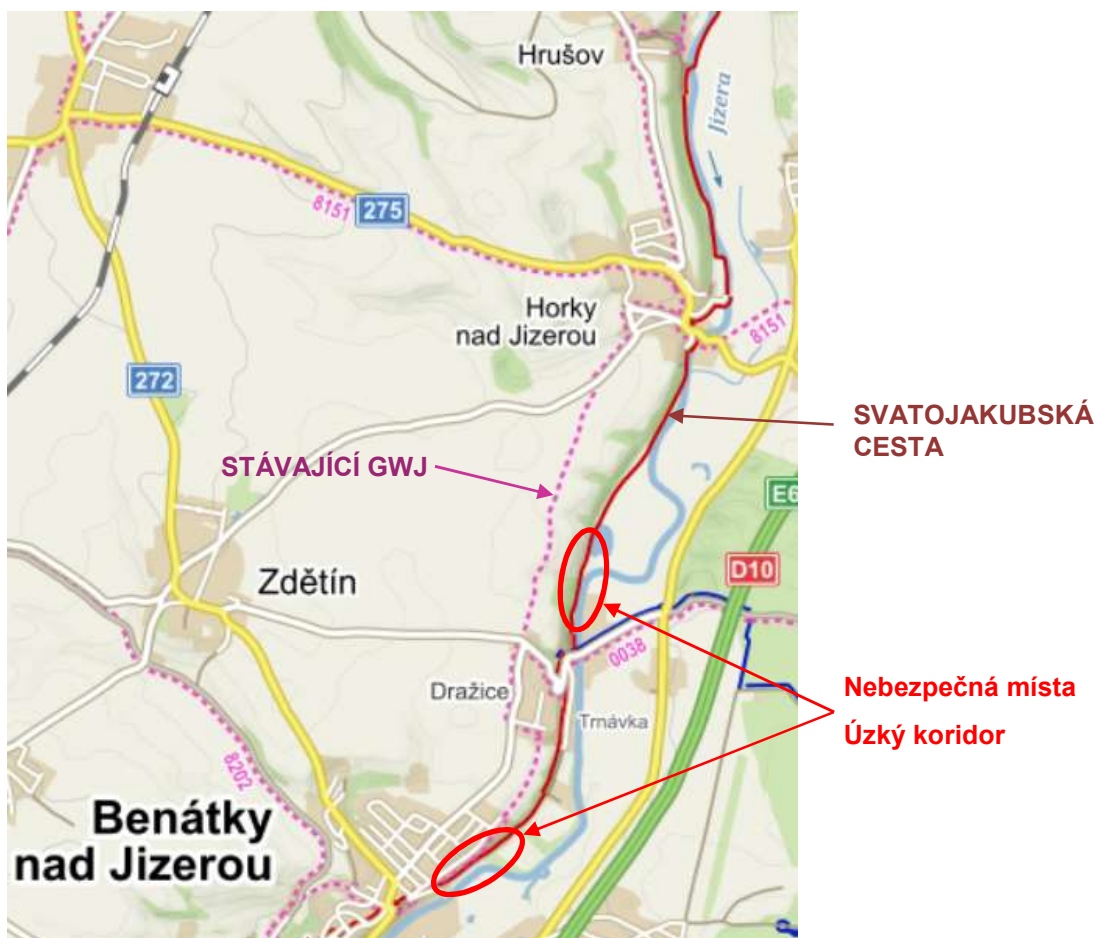 Hrušov
Jizera
8151
275
Horky
nad Jizerou
8151
272
SVATOJAKUBSKÁ
CESTA
STÁVAJÍCÍ GWJ
E6
Zdětín
D10
0038
Dražice
Trnávka
Nebezpečná místa
Úzký koridor
8202
Benátky
nad Jizerou